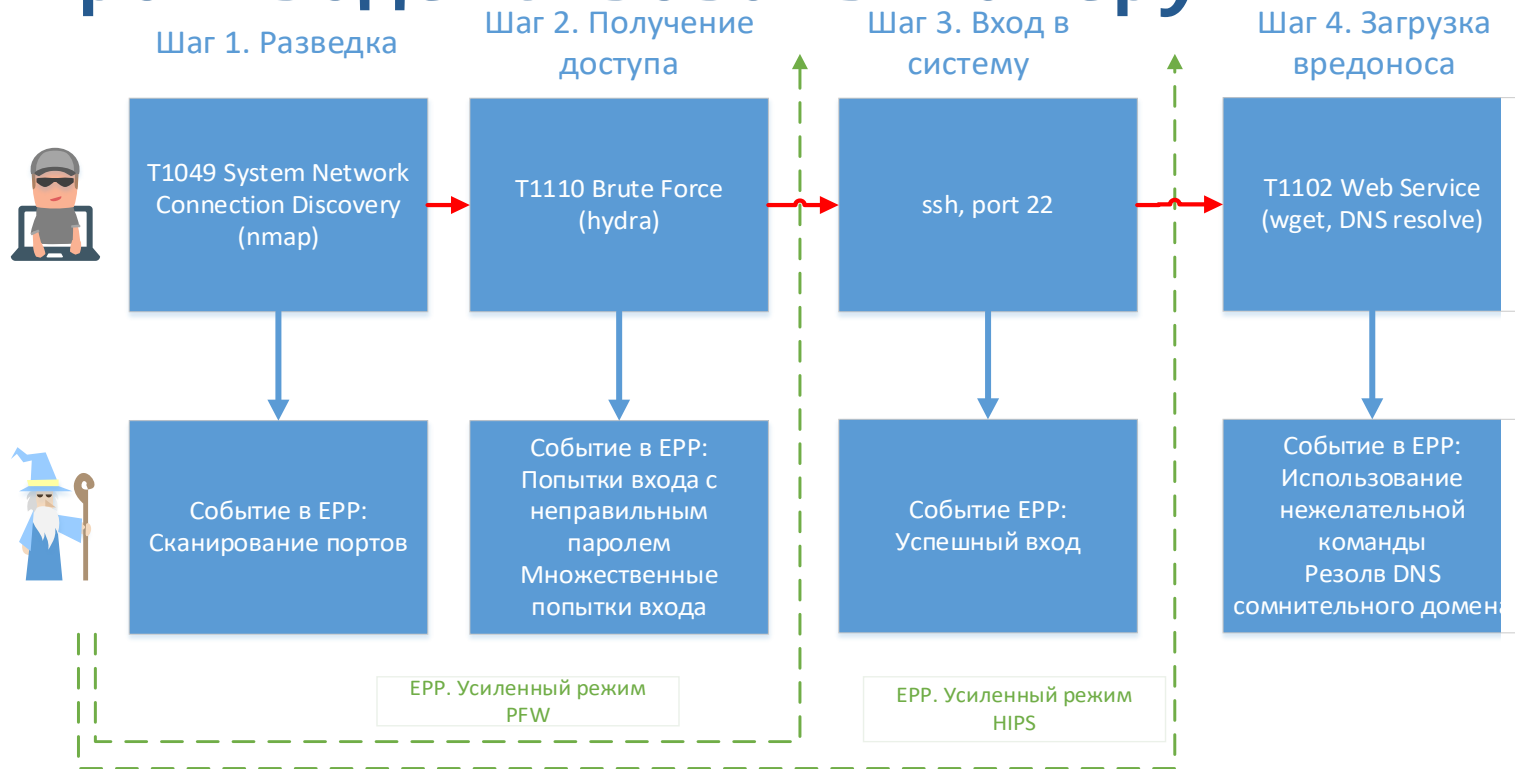 Шаг 1. Разведка
Шаг 2. Получение
доступа
Шаг 3. Вход в
систему
Шаг 4. Загрузка
вредоноса
T1049 System Network
Connection Discovery
(nmap)
T1110 Brute Force
(hydra)
ssh, port 22
T1102 Web Service
(wget, DNS resolve)
Событие в EPP:
Сканирование портов
Событие в EPP:
Попытки входа с
неправильным
паролем
Множественные
попытки входа
Событие EPP:
Успешный вход
Событие в EPP:
Использование
нежелательной
команды
Резолв DNS
сомнительного домена
EPP. Усиленный режим
PFW
EPP. Усиленный режим
HIPS